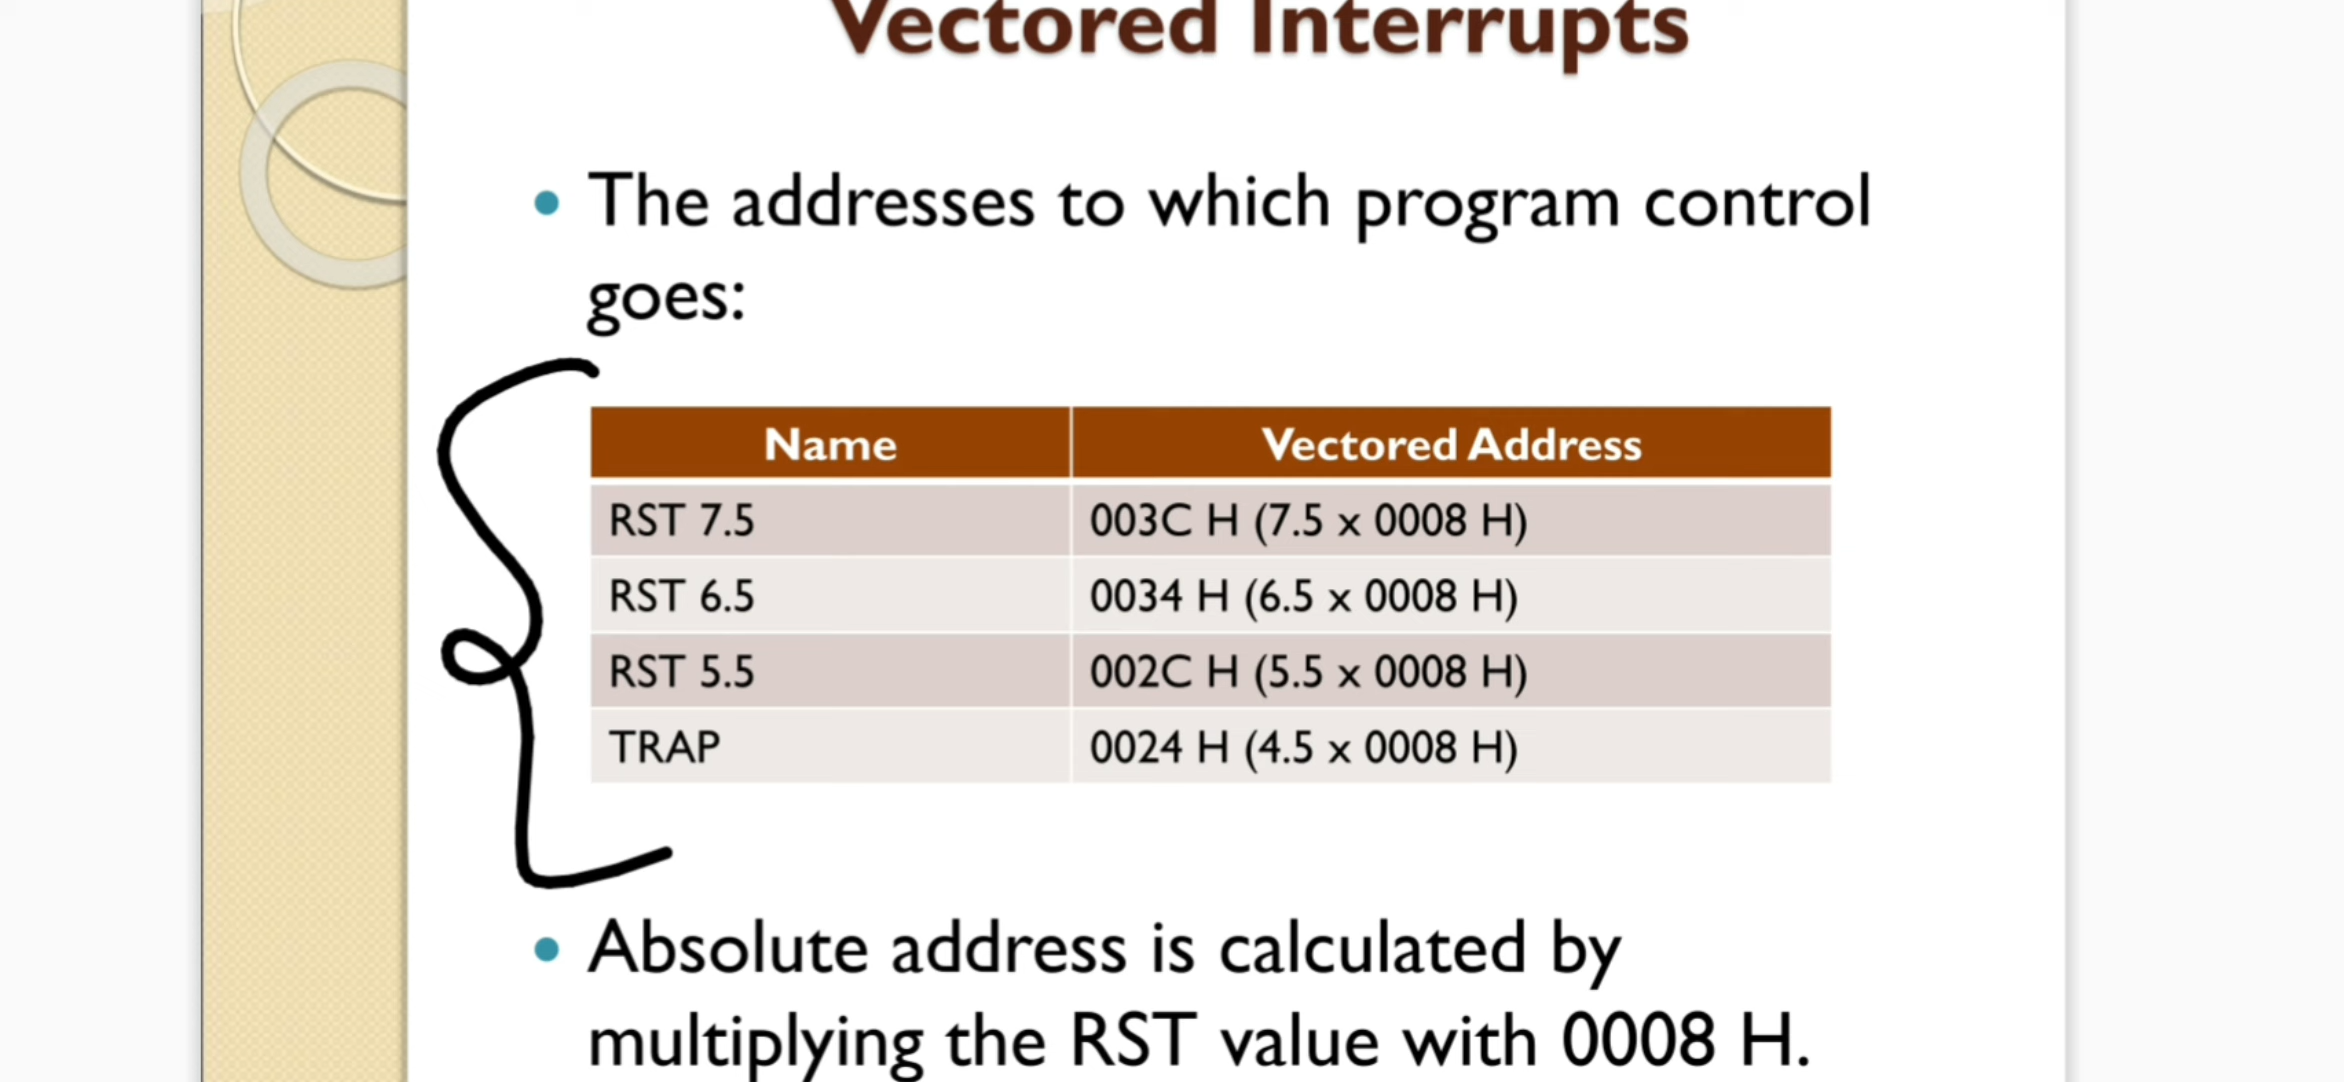 Vectored Interrupts
• The addresses to which program control
goes:
Name Vectored Address
RST 7.5 003C H (7.5 x 0008 H)
RST 6.5 0034 H (6.5 x 0008 H)
RST 5.5 002C H (5.5 x 0008 H)
TRAP 0024 H (4.5 x 0008 H)
• Absolute address is calculated by
multiplying the RST value with 0008 H.